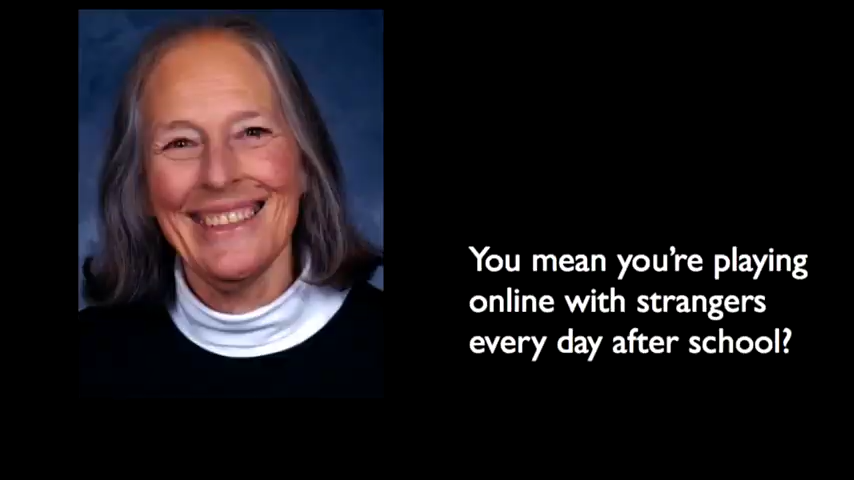 You mean you're playing
online with strangers
every day after school?